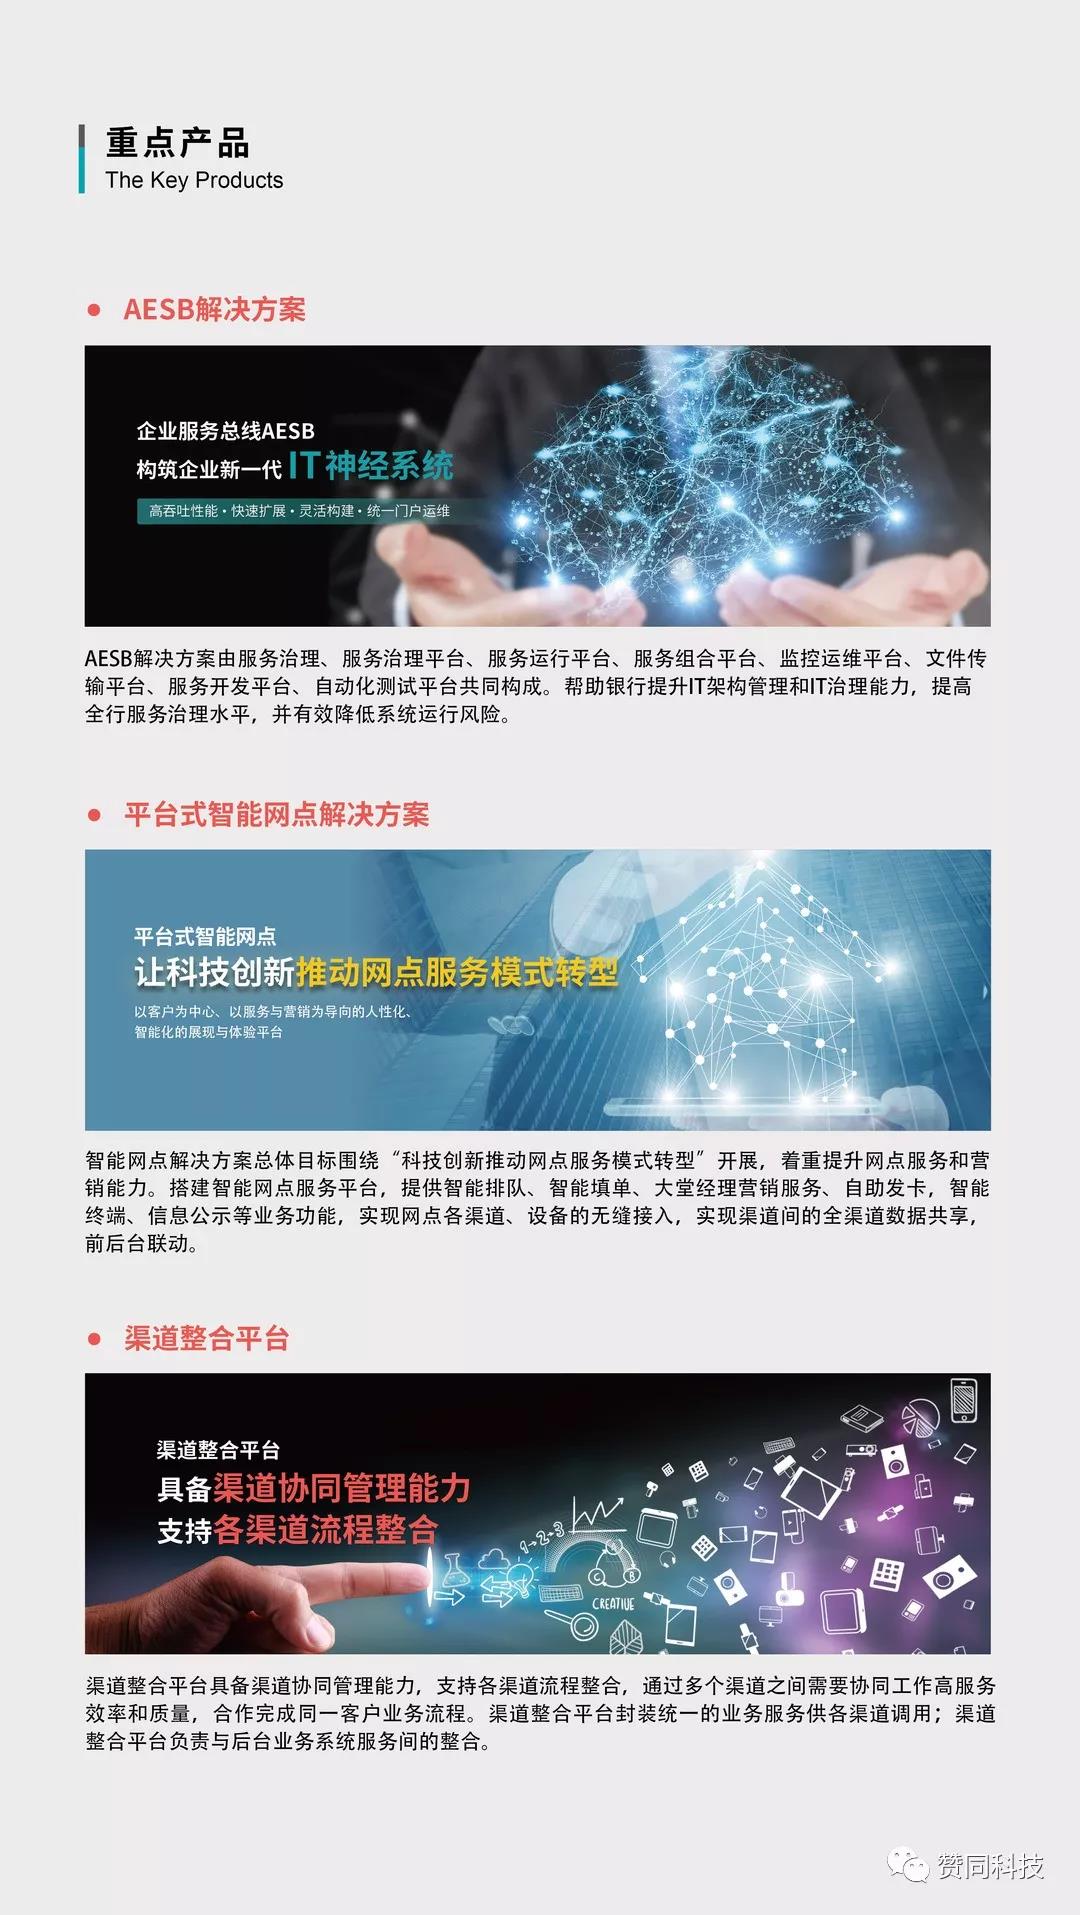 重点产品
The Key Products
AESB解决方案
企业服务总线AESB
构筑企业新一代 IT神经系统
高吞吐性能•快速扩展•灵活构建•统一门户运维
AESB解决方案由服务治理、服务治理平台、服务运行平台、服务组合平台、监控运维平台、文件传
输平台、服务开发平台、自动化测试平台共同构成。帮助银行提升IT架构管理和IT治理能力，提高
全行服务治理水平，并有效降低系统运行风险。
平台式智能网点解决方案
平台式智能网点
让科技创新推动网点服务模式转型
以客户为中心、以服务与营销为导向的人性化、
智能化的展现与体验平台
智能网点解决方案总体目标围绕“科技创新推动网点服务模式转型”开展，着重提升网点服务和营
销能力。搭建智能网点服务平台，提供智能排队、智能填单、大堂经理营销服务、自助发卡，智能
终端、信息公示等业务功能，实现网点各渠道、设备的无缝接入，实现渠道间的全渠道数据共享，
前后台联动。
渠道整合平台
渠道整合平台
具备渠道协同管理能力
支持各渠道流程整合
1→2→3
C B
CREATIVE
渠道整合平台具备渠道协同管理能力，支持各渠道流程整合，通过多个渠道之间需要协同工作高服务
效率和质量，合作完成同一客户业务流程。渠道整合平台封装统一的业务服务供各渠道调用；渠道
整合平台负责与后台业务系统服务间的整合。
赞同科技